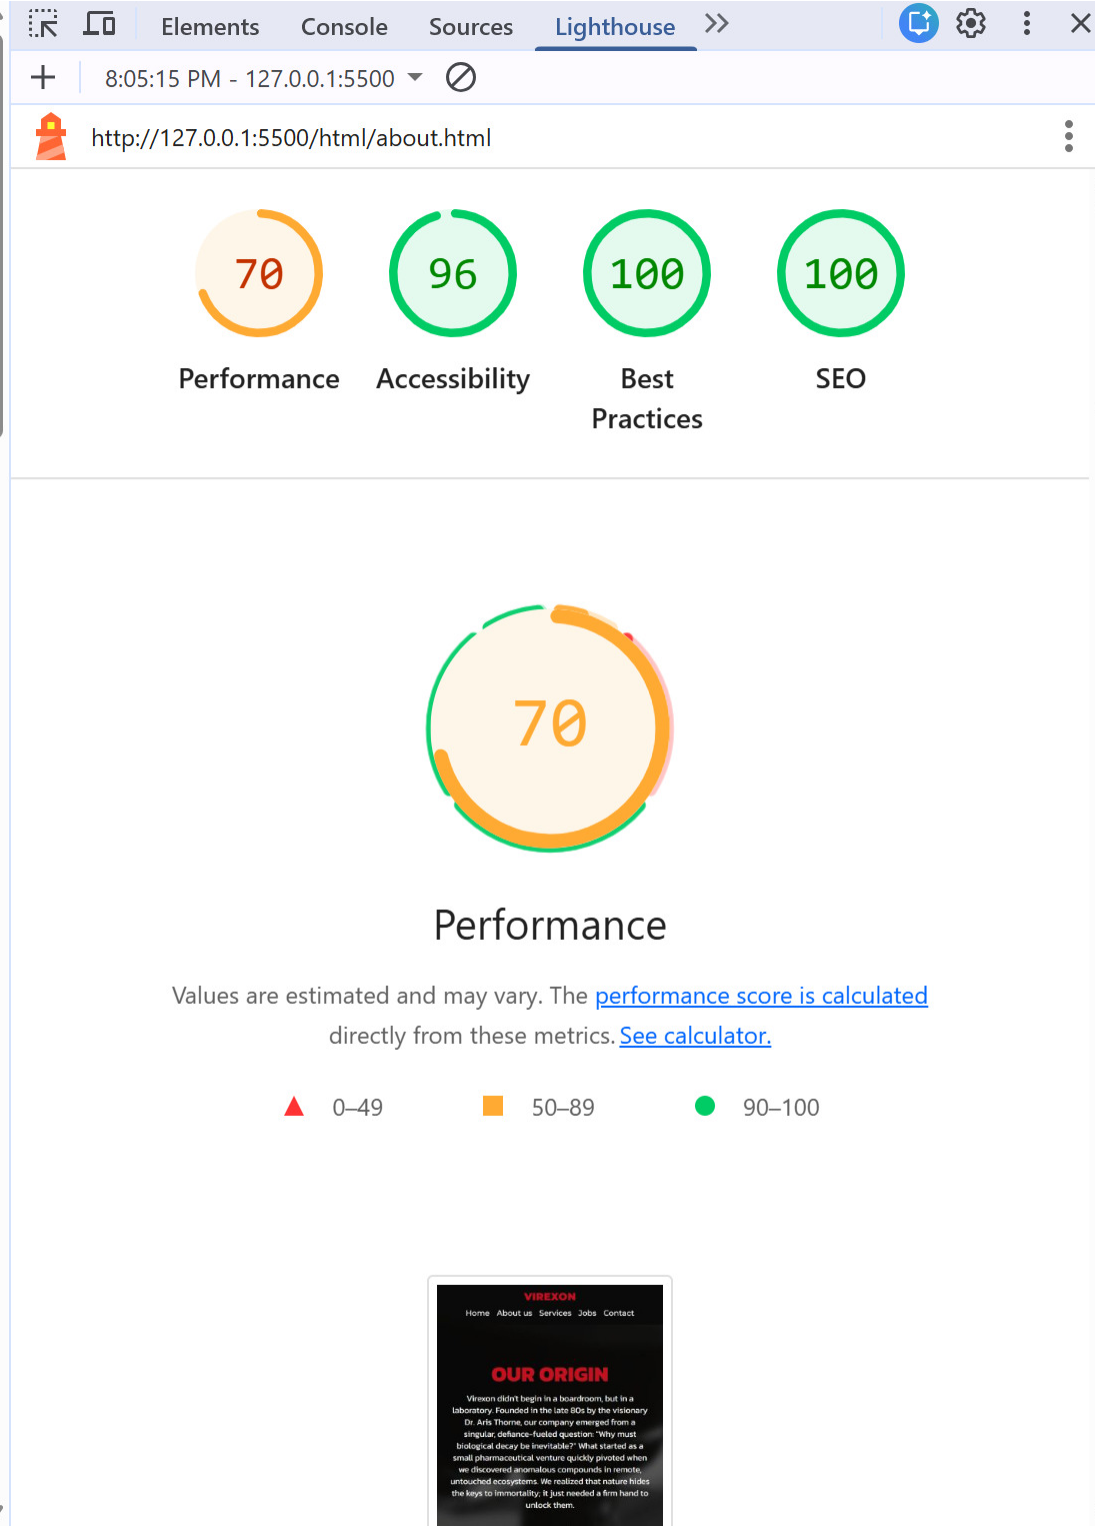 Elements Console Sources Lighthouse
8:05:15 PM - 127.0.0.1:5500
http://127.0.0.1:5500/html/about.html
70 96 100 100
Performance Accessibility Best Practices SEO
70
Performance
Values are estimated and may vary. The performance score is calculated
directly from these metrics. See calculator.
0–49 50–89 90–100
VIREXON
Home About us Services Jobs Contact
OUR ORIGIN
Virexon didn't begin in a boardroom, but in a
laboratory. Founded in the late 80s by the visionary
Dr. Aris Thorne, our company emerged from a
singular, defiance-fueled question: "Why must
biological decay be inevitable?" What started as a
small pharmaceutical venture quickly pivoted when
we discovered anomalous compounds in remote,
untouched ecosystems. We realized that nature hides
the keys to immortality; it just needed a firm hand to
unlock them.